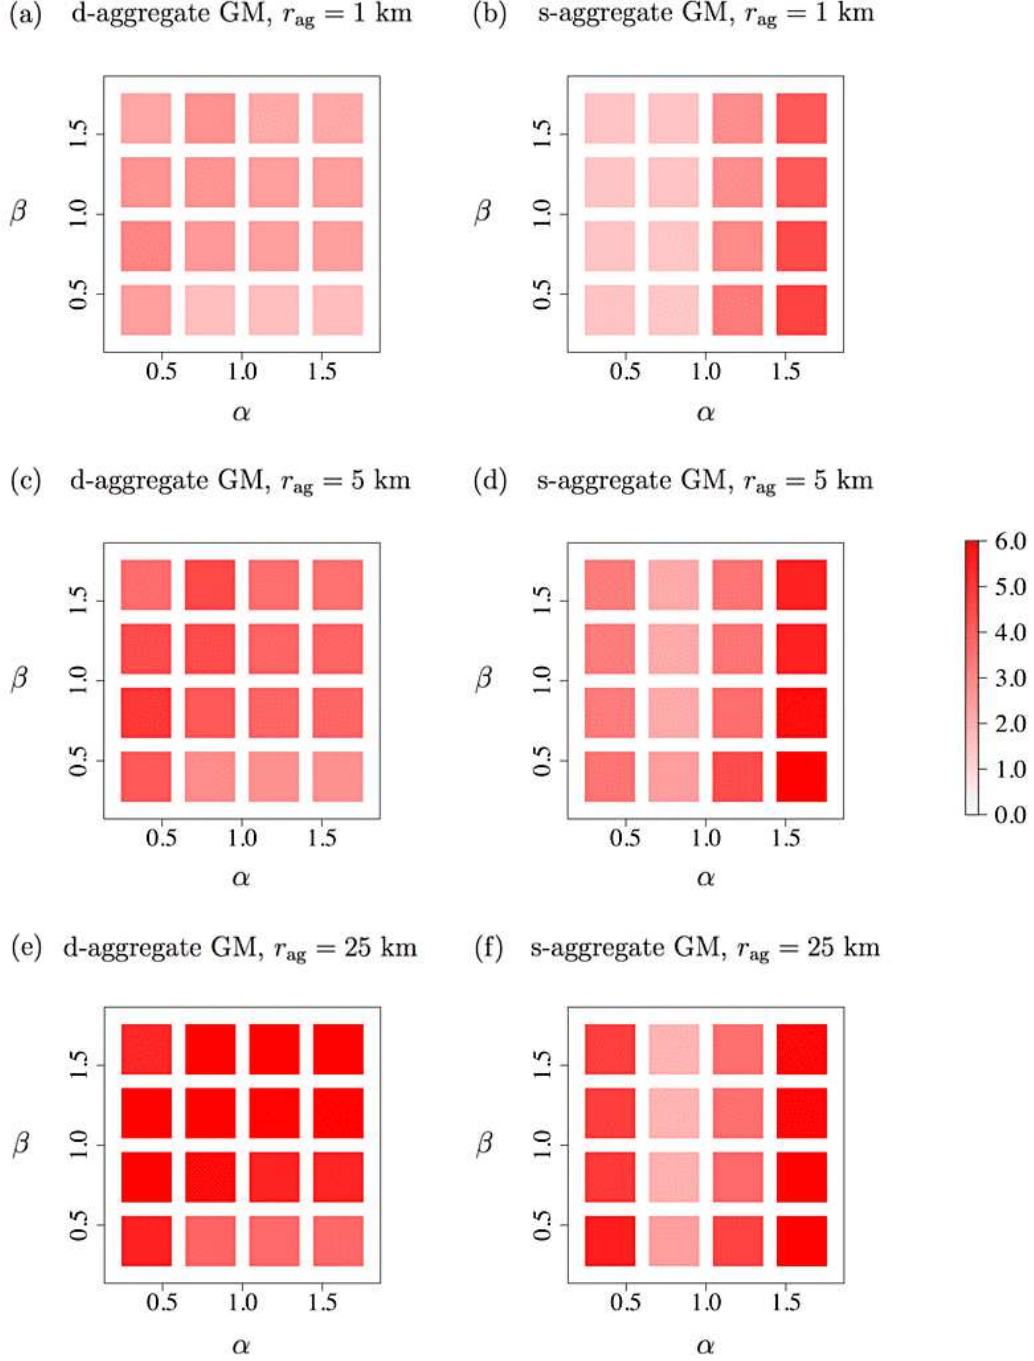 (a) d-aggregate GM, r_ag = 1 km
(b) s-aggregate GM, r_ag = 1 km
β
1.5
1.0
0.5
0.5 1.0 1.5
α
β
1.5
1.0
0.5
0.5 1.0 1.5
α
(c) d-aggregate GM, r_ag = 5 km
(d) s-aggregate GM, r_ag = 5 km
β
1.5
1.0
0.5
0.5 1.0 1.5
α
β
1.5
1.0
0.5
0.5 1.0 1.5
α
6.0
5.0
4.0
3.0
2.0
1.0
0.0
(e) d-aggregate GM, r_ag = 25 km
(f) s-aggregate GM, r_ag = 25 km
β
1.5
1.0
0.5
0.5 1.0 1.5
α
β
1.5
1.0
0.5
0.5 1.0 1.5
α